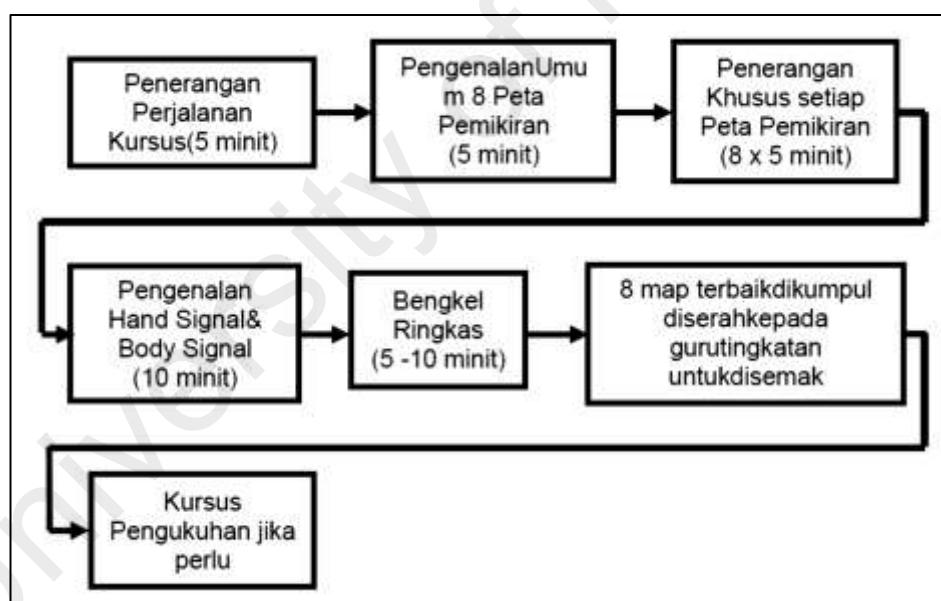 Penerangan
Perjalanan
Kursus(5 minit)
PengenalanUmu
m 8 Peta
Pemikiran
(5 minit)
Penerangan
Khusus setiap
Peta Pemikiran
(8 x 5 minit)
Pengenalan
Hand Signal&
Body Signal
(10 minit)
Bengkel
Ringkas
(5 -10 minit)
8 map terbaikdikumpul
diserahkepada
gurutingkatan
untukdisemak
Kursus
Pengukuhan jika
perlu
University of